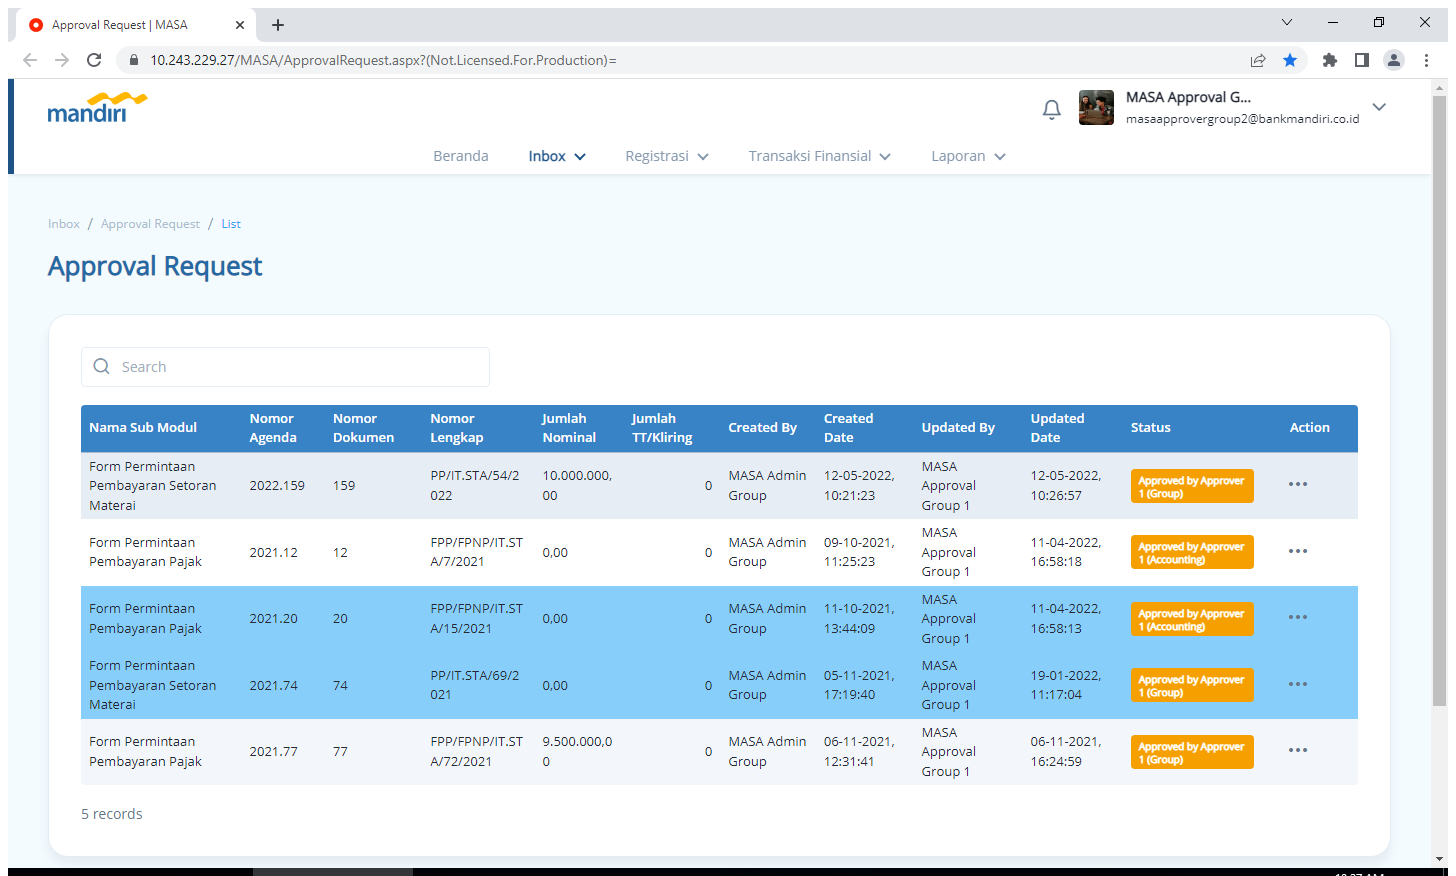 Approval Request | MASA
10.243.229.27/MASA/ApprovalRequest.aspx?(Not.Licensed.For.Production)=
mandiri
MASA Approval G...
masaapprovergroup2@bankmandiri.co.id
Beranda Inbox Registrasi Transaksi Finansial Laporan
Inbox / Approval Request / List
Approval Request
Search
Nama Sub Modul Nomor Agenda Nomor Dokumen Nomor Lengkap Jumlah Nominal Jumlah TT/Kliring Created By Created Date Updated By Updated Date Status Action
Form Permintaan
Pembayaran Setoran
Materai
2022.159
159
PP/IT.STA/54/2
022
10.000.000,
00
0
MASA Admin
Group
12-05-2022,
10:21:23
MASA
Approval
Group 1
12-05-2022,
10:26:57
Approved by Approver
1 (Group)
Form Permintaan
Pembayaran Pajak
2021.12
12
FPP/FPNP/IT.ST
A/7/2021
0,00
0
MASA Admin
Group
09-10-2021,
11:25:23
MASA
Approval
Group 1
11-04-2022,
16:58:18
Approved by Approver
1 (Accounting)
Form Permintaan
Pembayaran Pajak
2021.20
20
FPP/FPNP/IT.ST
A/15/2021
0,00
0
MASA Admin
Group
11-10-2021,
13:44:09
MASA
Approval
Group 1
11-04-2022,
16:58:13
Approved by Approver
1 (Accounting)
Form Permintaan
Pembayaran Setoran
Materai
2021.74
74
PP/IT.STA/69/2
021
0,00
0
MASA Admin
Group
05-11-2021,
17:19:40
MASA
Approval
Group 1
19-01-2022,
11:17:04
Approved by Approver
1 (Group)
Form Permintaan
Pembayaran Pajak
2021.77
77
FPP/FPNP/IT.ST
A/72/2021
9.500.000,0
0
0
MASA Admin
Group
06-11-2021,
12:31:41
MASA
Approval
Group 1
06-11-2021,
16:24:59
Approved by Approver
1 (Group)
5 records